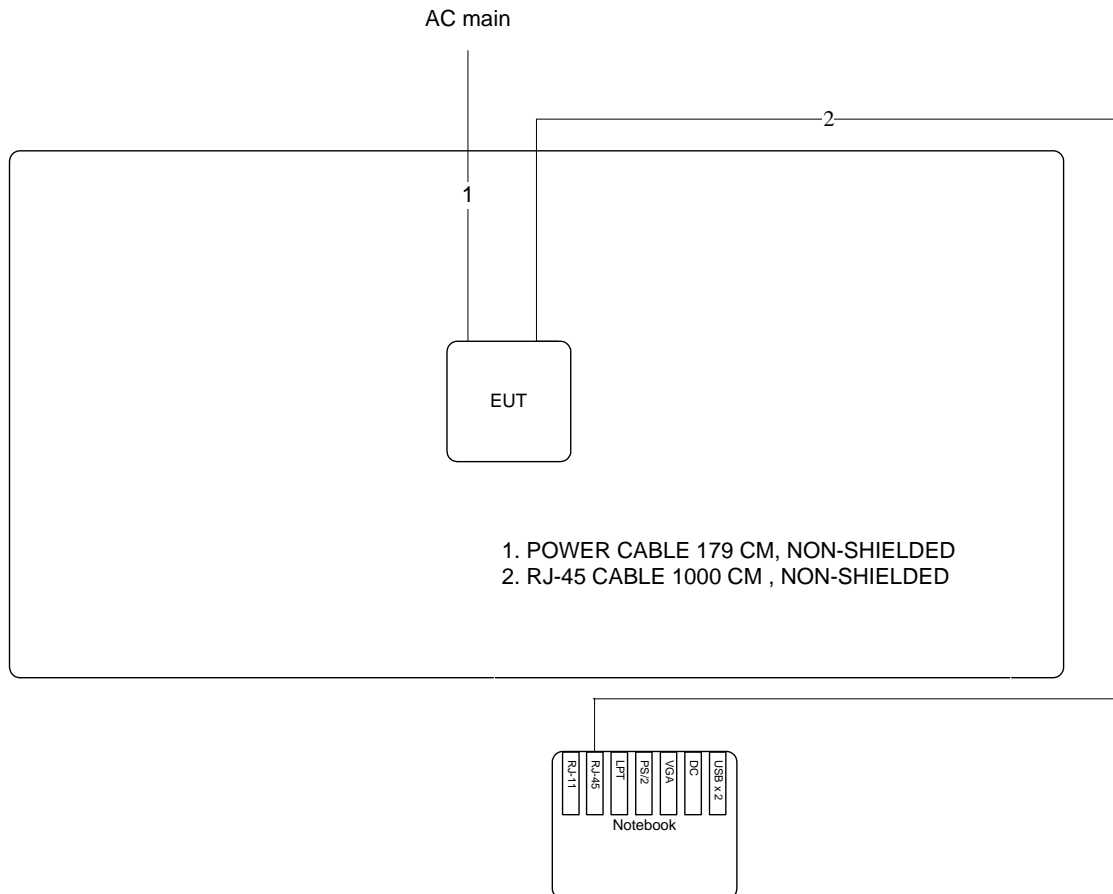 AC main
2
1
EUT
1. POWER CABLE 179 CM, NON-SHIELDED
2. RJ-45 CABLE 1000 CM , NON-SHIELDED
RJ-11
RJ-45
LPT
PS/2
VGA
DC
USB x 2
Notebook